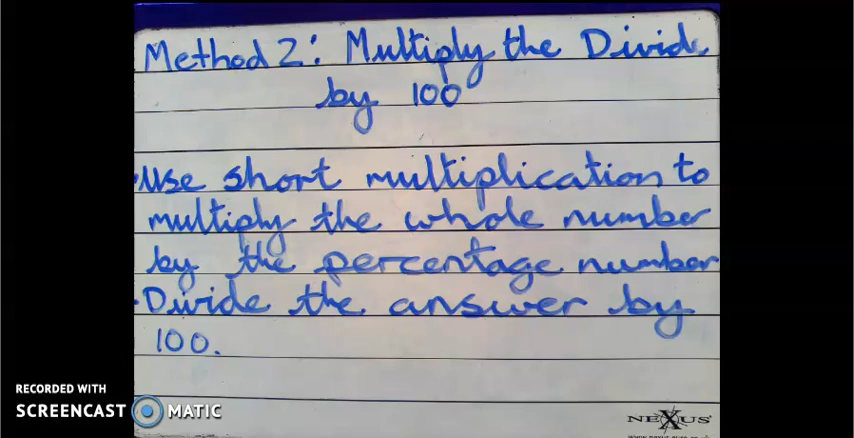 Method 2: Multiply the Divide
by 100
·Use short multiplication to
multiply the whole number
by the percentage number
·Divide the answer by
100.
RECORDED WITH
SCREENCAST MATIC
NEXUS